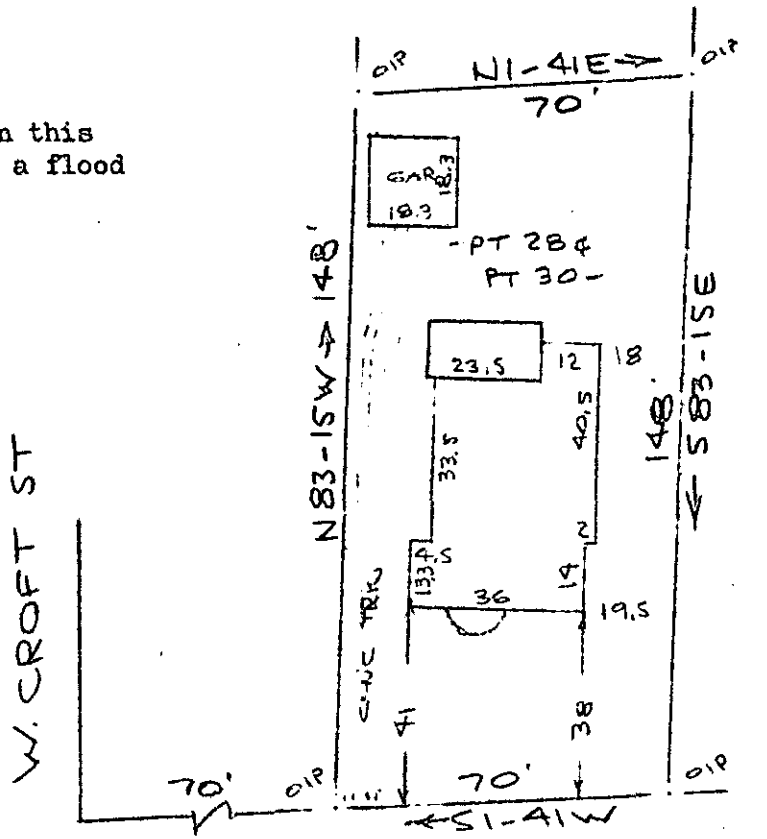 OIP
N1-41E
OIP
70'
n this
a flood
GAR
18.3
18.3
-PT 28 &
PT 30-
N83-15W → 148'
23.5
12
18
33.5
40.5
148'
← S83-15E
W. CROFT ST
4.5
13.3
2
14
36
19.5
CONC
41
38
70'
OIP
70'
OIP
← S1-41W